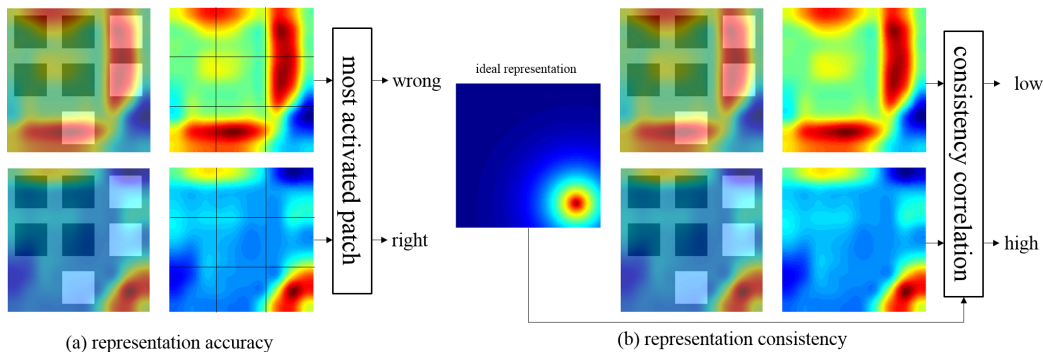 most activated patch
wrong
right
(a) representation accuracy
ideal representation
consistency correlation
low
high
(b) representation consistency